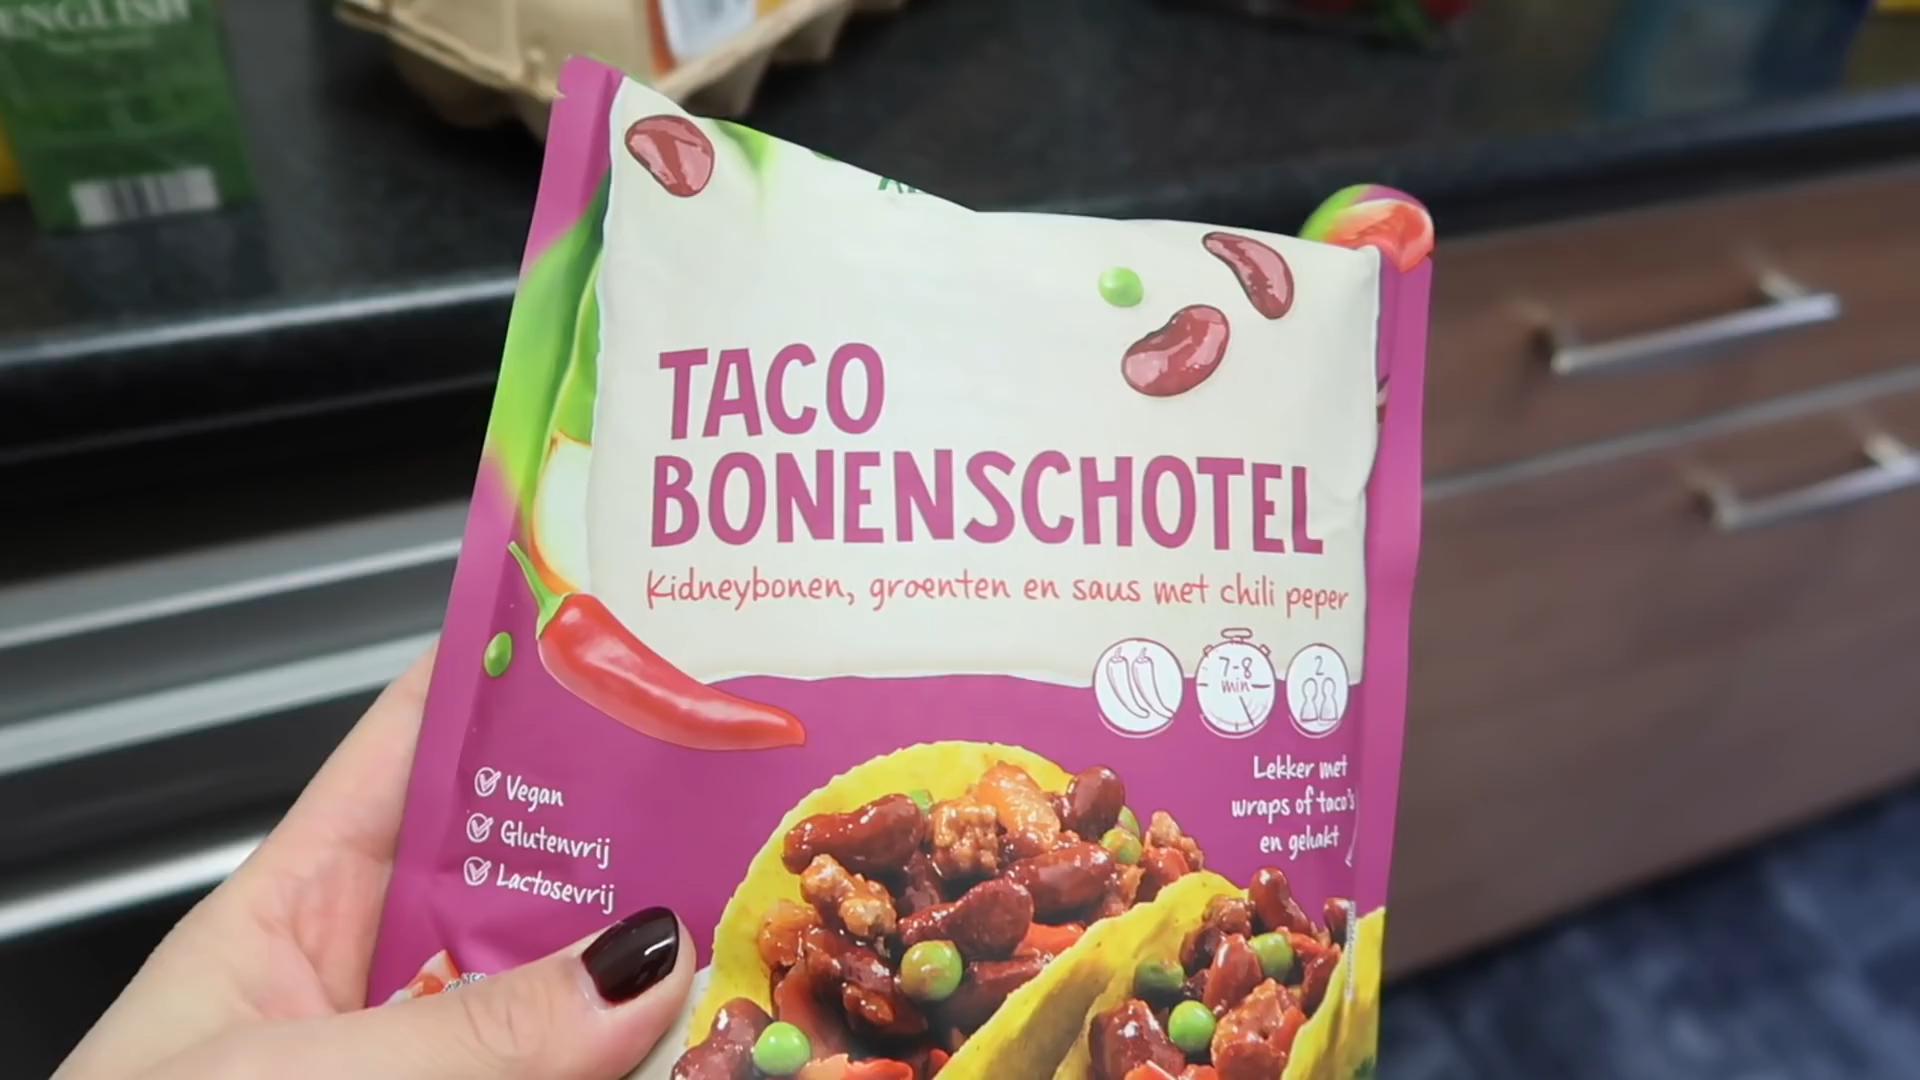 ENGLISH
TACO
BONENSCHOTEL
Kidneybonen, groenten en saus met chili peper
7-8
min
2
Lekker met
wraps of taco's
en gehakt
Vegan
Glutenvrij
Lactosevrij